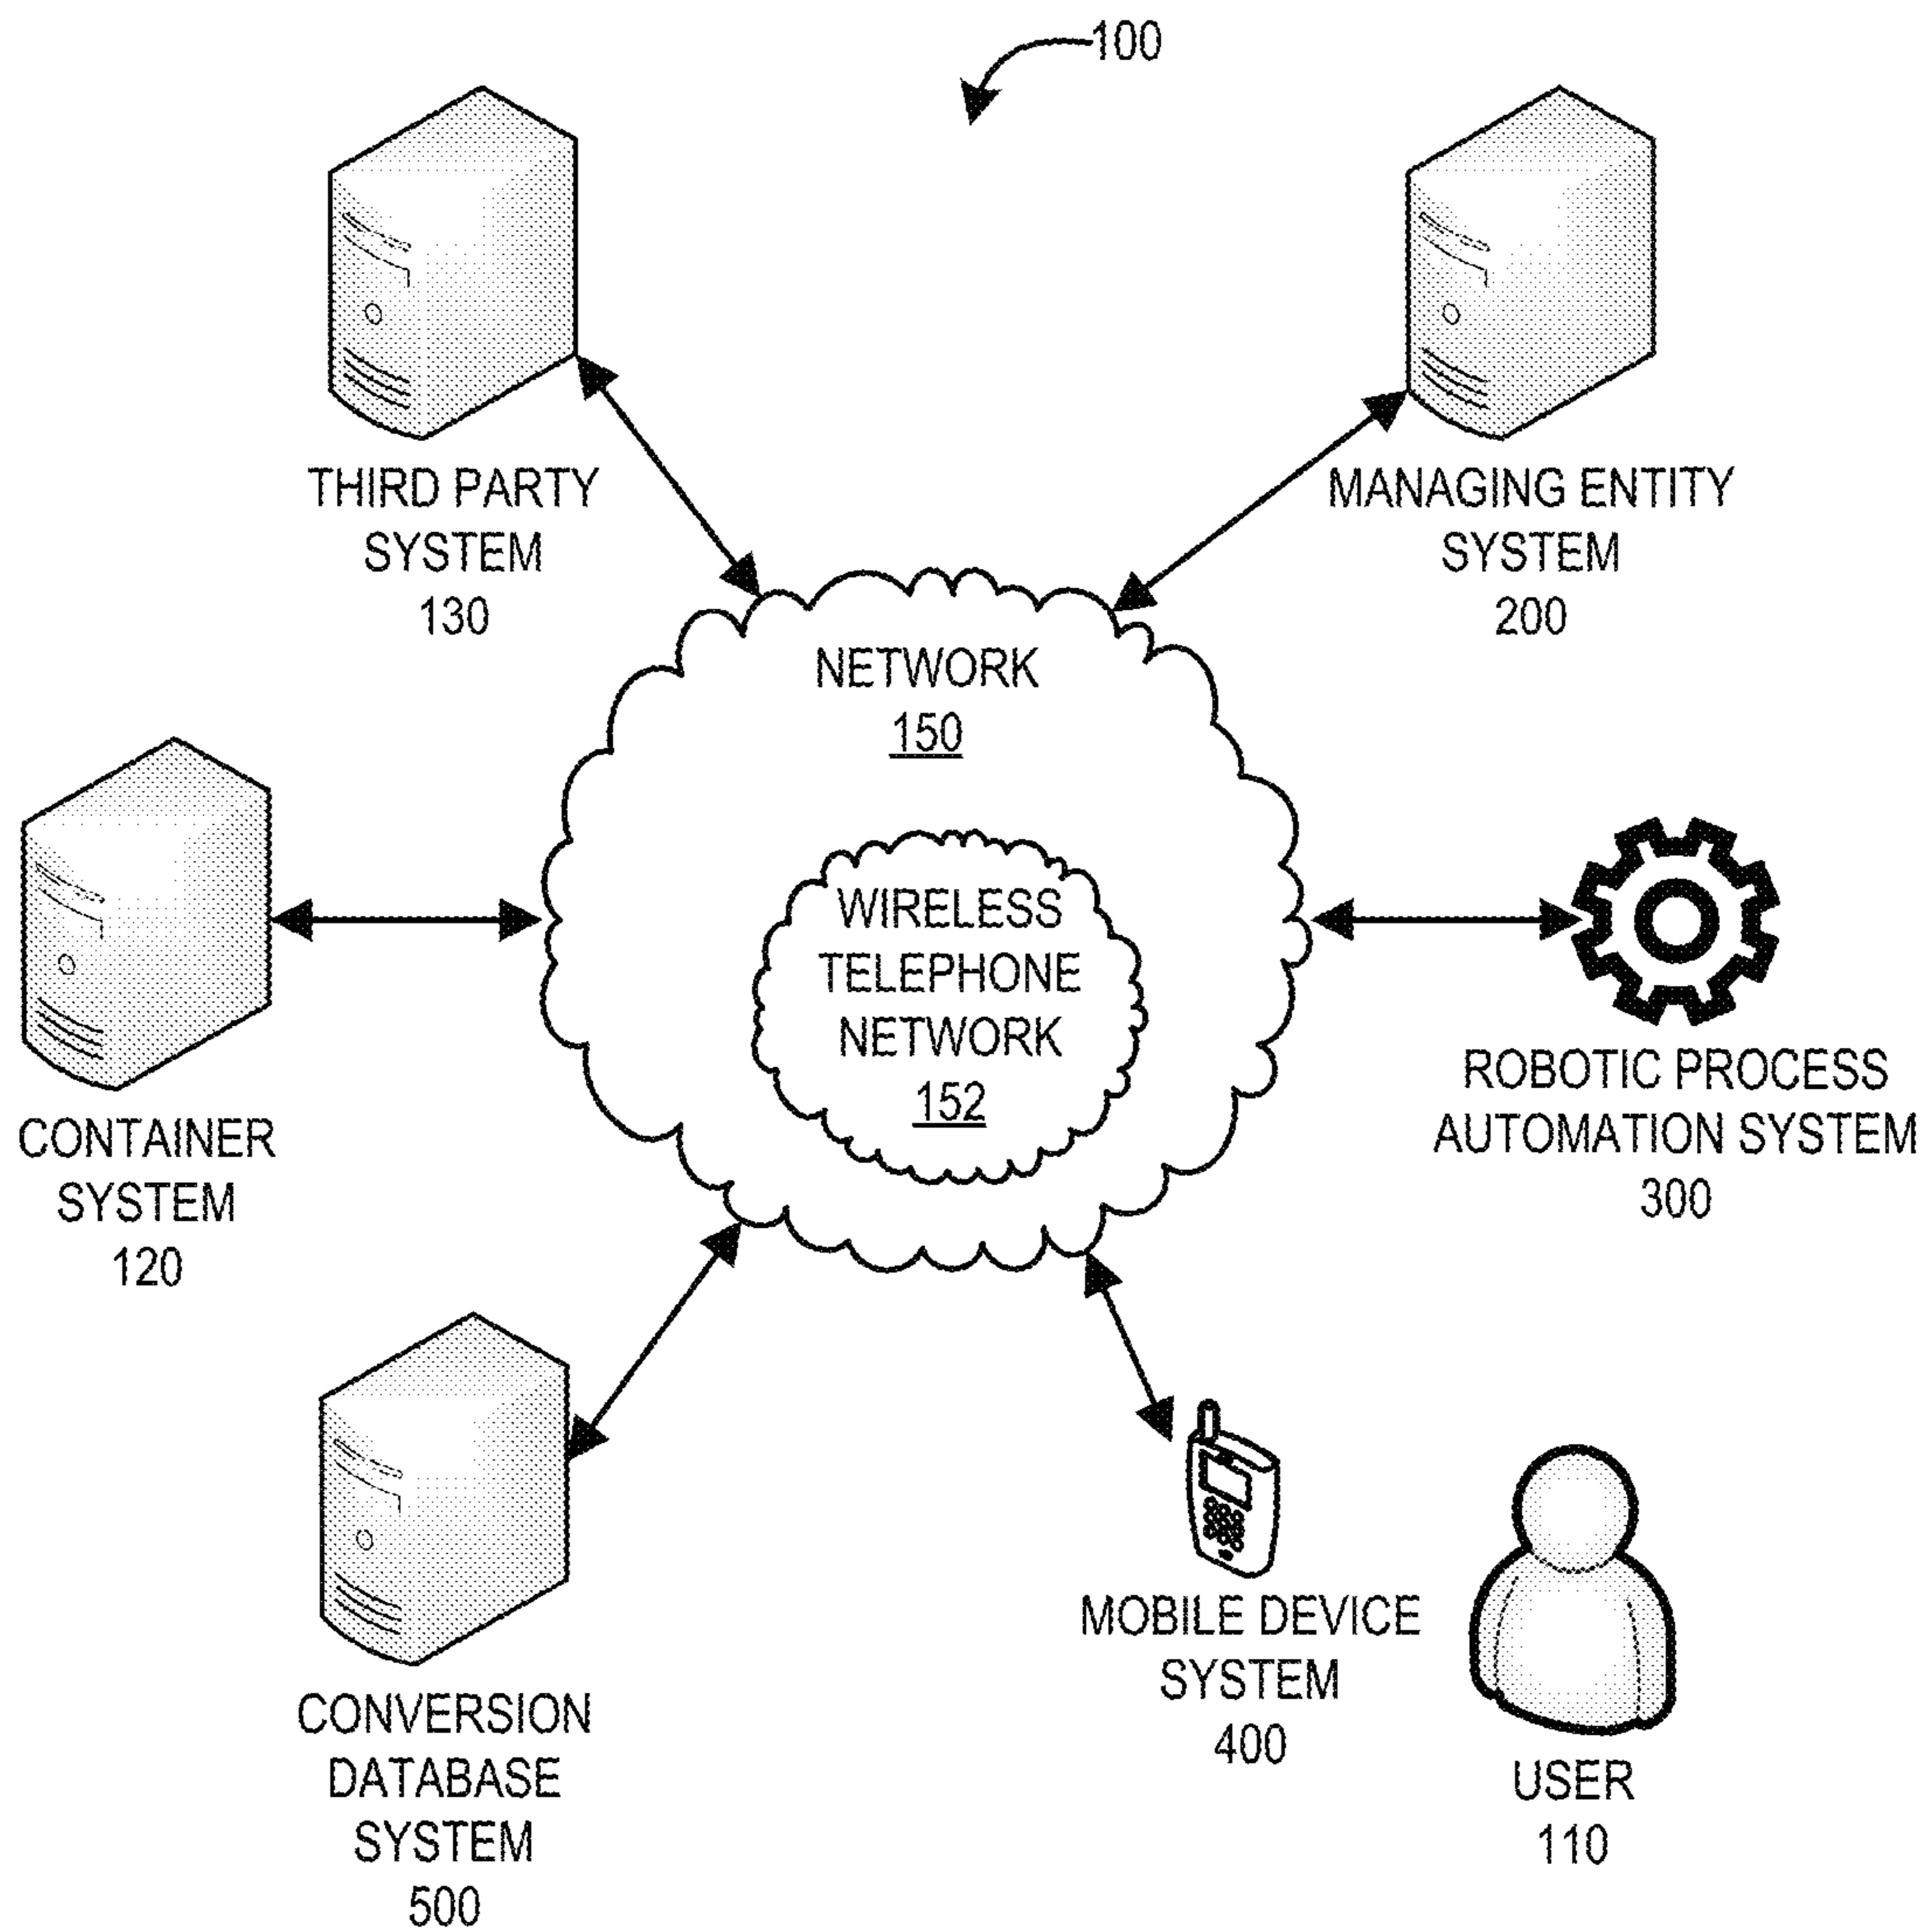 100
THIRD PARTY
SYSTEM
130
MANAGING ENTITY
SYSTEM
200
NETWORK
150
WIRELESS
TELEPHONE
NETWORK
152
CONTAINER
SYSTEM
120
ROBOTIC PROCESS
AUTOMATION SYSTEM
300
CONVERSION
DATABASE
SYSTEM
500
MOBILE DEVICE
SYSTEM
400
USER
110